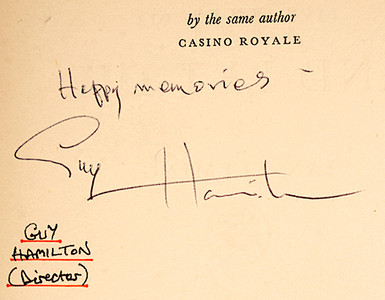 by the same author
CASINO ROYALE
Happy memories -
Guy Hamilton
GUY
HAMILTON
(Director)